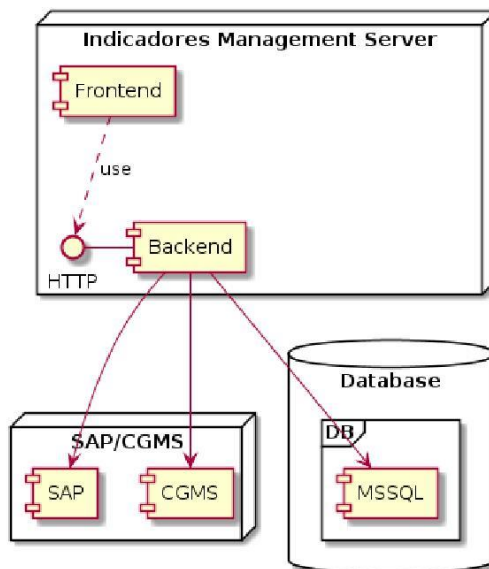 Indicadores Management Server
Frontend
use
Backend
HTTP
Database
SAP/CGMS
DB
SAP
CGMS
MSSQL